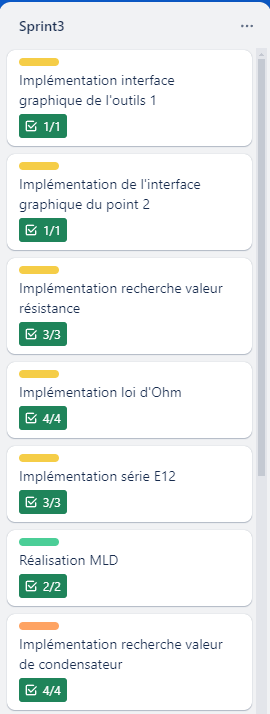 Sprint3
Implémentation interface
graphique de l'outils 1
1/1
Implémentation de l'interface
graphique du point 2
1/1
Implémentation recherche valeur
résistance
3/3
Implémentation loi d'Ohm
4/4
Implémentation série E12
3/3
Réalisation MLD
2/2
Implémentation recherche valeur
de condensateur
4/4